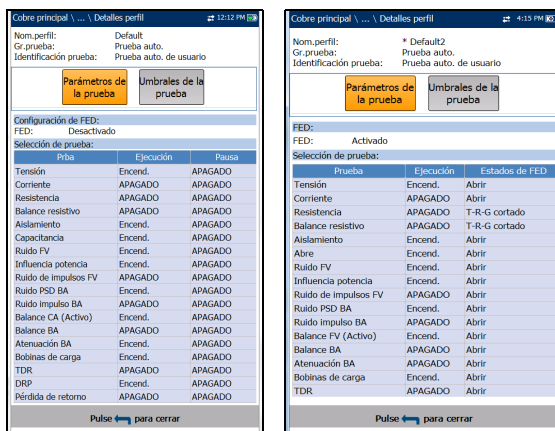 Cobre principal \ ... \ Detalles perfil 12:12 PM
Nom.perfil: Default
Gr.prueba: Prueba auto.
Identificación prueba: Prueba auto. de usuario
Parámetros de la prueba
Umbrales de la prueba
Configuración de FED:
FED: Desactivado
Selección de prueba:
Prba Ejecución Pausa
Tensión Encend. APAGADO
Corriente APAGADO APAGADO
Resistencia APAGADO APAGADO
Balance resistivo APAGADO APAGADO
Aislamiento Encend. APAGADO
Capacitancia Encend. APAGADO
Ruido FV Encend. APAGADO
Influencia potencia Encend. APAGADO
Ruido de impulsos FV APAGADO APAGADO
Ruido PSD BA Encend. APAGADO
Ruido impulso BA APAGADO APAGADO
Balance CA (Activo) Encend. APAGADO
Balance BA APAGADO APAGADO
Atenuación BA APAGADO APAGADO
Bobinas de carga Encend. APAGADO
TDR APAGADO APAGADO
DRP Encend. APAGADO
Pérdida de retorno APAGADO APAGADO
Pulse para cerrar
Cobre principal \ ... \ Detalles perfil 4:15 PM
Nom.perfil: * Default2
Gr.prueba: Prueba auto.
Identificación prueba: Prueba auto. de usuario
Parámetros de la prueba
Umbrales de la prueba
FED:
FED: Activado
Selección de prueba:
Prueba Ejecución Estados de FED
Tensión Encend. Abrir
Corriente APAGADO Abrir
Resistencia APAGADO T-R-G cortado
Balance resistivo APAGADO T-R-G cortado
Aislamiento Encend. Abrir
Abre Encend. Abrir
Ruido FV Encend. Abrir
Influencia potencia Encend. Abrir
Ruido de impulsos FV APAGADO Abrir
Ruido PSD BA Encend. Abrir
Ruido impulso BA APAGADO Abrir
Balance FV (Activo) Encend. Abrir
Balance BA APAGADO Abrir
Atenuación BA APAGADO Abrir
Bobinas de carga Encend. Abrir
TDR APAGADO Abrir
Pulse para cerrar